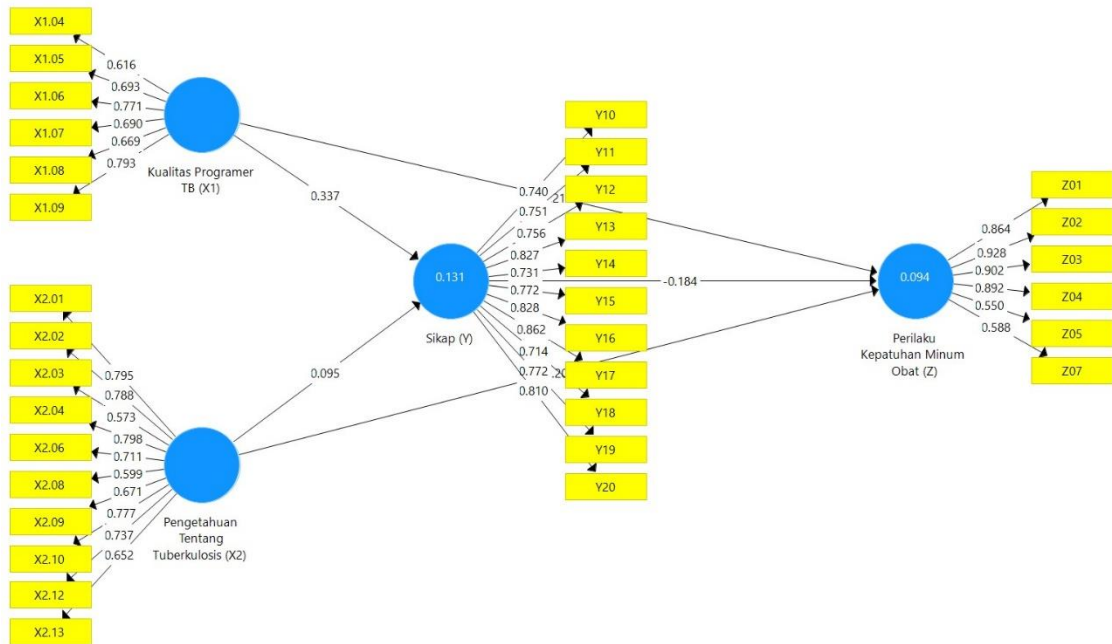 X1.04
X1.05
X1.06
X1.07
X1.08
X1.09
0.616
0.693
0.771
0.690
0.669
0.793
Kualitas Programer
TB (X1)
0.337
X2.01
X2.02
X2.03
X2.04
X2.06
X2.08
X2.09
X2.10
X2.12
X2.13
0.795
0.788
0.573
0.798
0.711
0.599
0.671
0.777
0.737
0.652
Pengetahuan
Tentang
Tuberkulosis (X2)
0.095
0.131
Sikap (Y)
0.740
0.751
0.756
0.827
0.731
0.772
0.828
0.862
0.714
0.772
0.810
Y10
Y11
Y12
Y13
Y14
Y15
Y16
Y17
Y18
Y19
Y20
-0.184
0.094
Perilaku
Kepatuhan Minum
Obat (Z)
0.864
0.928
0.902
0.892
0.550
0.588
Z01
Z02
Z03
Z04
Z05
Z07